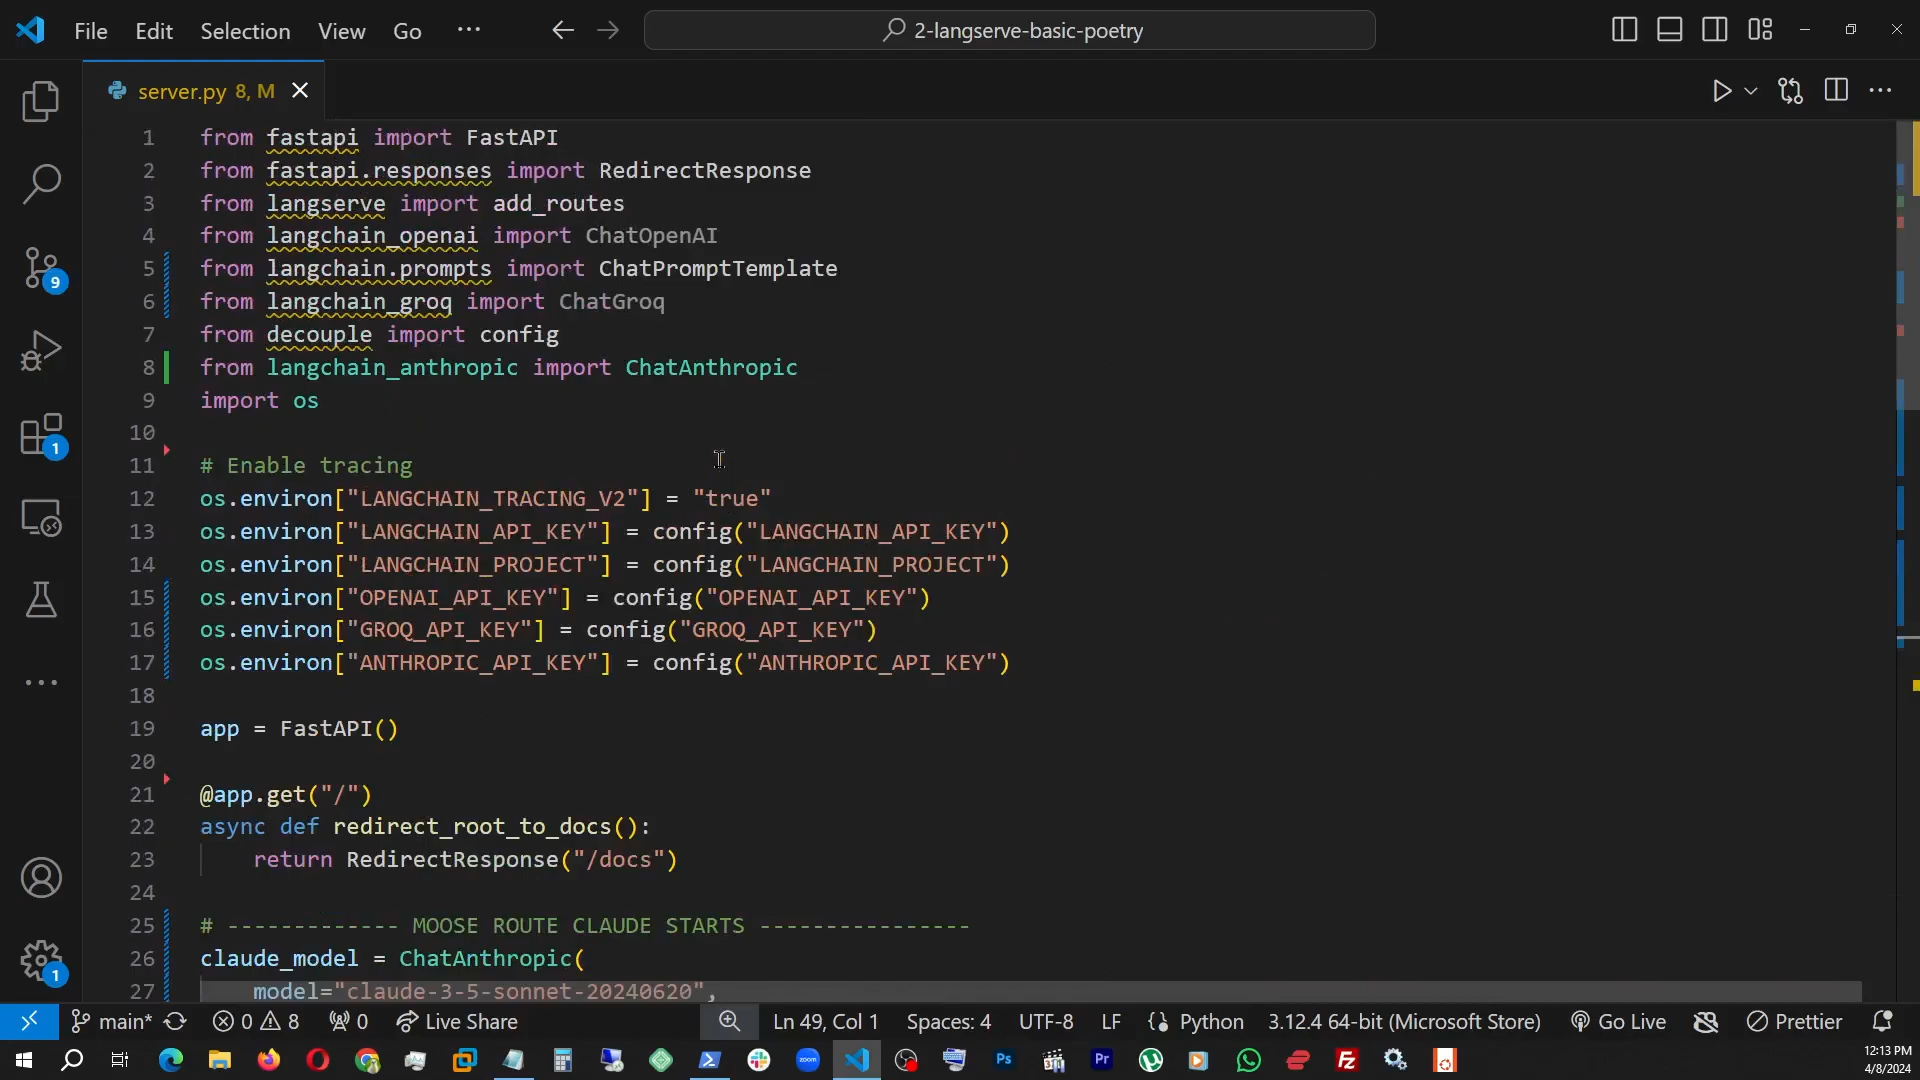 File Edit Selection View Go ···
2-langserve-basic-poetry
server.py 8, M
1 from fastapi import FastAPI
2 from fastapi.responses import RedirectResponse
3 from langserve import add_routes
4 from langchain_openai import ChatOpenAI
5 from langchain.prompts import ChatPromptTemplate
6 from langchain_groq import ChatGroq
7 from decouple import config
8 from langchain_anthropic import ChatAnthropic
9 import os
10
11 # Enable tracing
12 os.environ["LANGCHAIN_TRACING_V2"] = "true"
13 os.environ["LANGCHAIN_API_KEY"] = config("LANGCHAIN_API_KEY")
14 os.environ["LANGCHAIN_PROJECT"] = config("LANGCHAIN_PROJECT")
15 os.environ["OPENAI_API_KEY"] = config("OPENAI_API_KEY")
16 os.environ["GROQ_API_KEY"] = config("GROQ_API_KEY")
17 os.environ["ANTHROPIC_API_KEY"] = config("ANTHROPIC_API_KEY")
18
19 app = FastAPI()
20
21 @app.get("/")
22 async def redirect_root_to_docs():
23 return RedirectResponse("/docs")
24
25 # ------------- MOOSE ROUTE CLAUDE STARTS ----------------
26 claude_model = ChatAnthropic(
27 model="claude-3-5-sonnet-20240620",
9
1
1
main* 0 8 0 Live Share Ln 49, Col 1 Spaces: 4 UTF-8 LF {} Python 3.12.4 64-bit (Microsoft Store) Go Live Prettier
zoom Ps Pr Fz
12:13 PM
4/8/2024